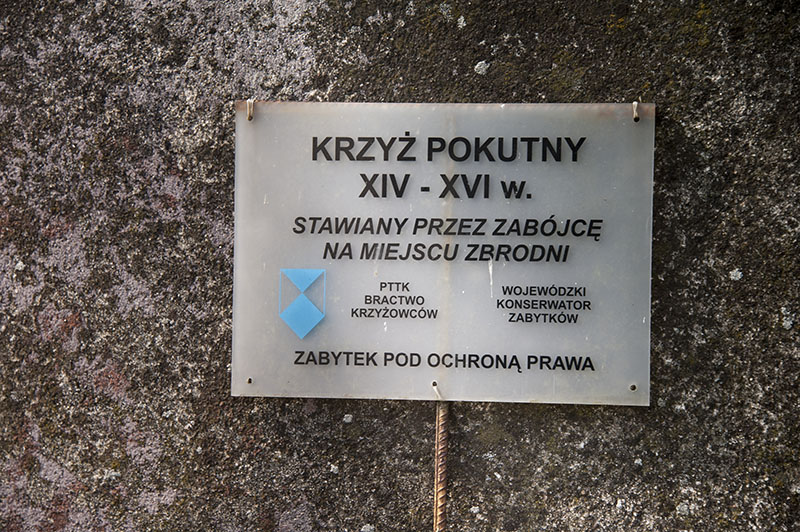 KRZYŻ POKUTNY
XIV - XVI w.
STAWIANY PRZEZ ZABÓJCĘ
NA MIEJSCU ZBRODNI
PTTK
BRACTWO
KRZYŻOWCÓW
WOJEWÓDZKI
KONSERWATOR
ZABYTKÓW
ZABYTEK POD OCHRONĄ PRAWA